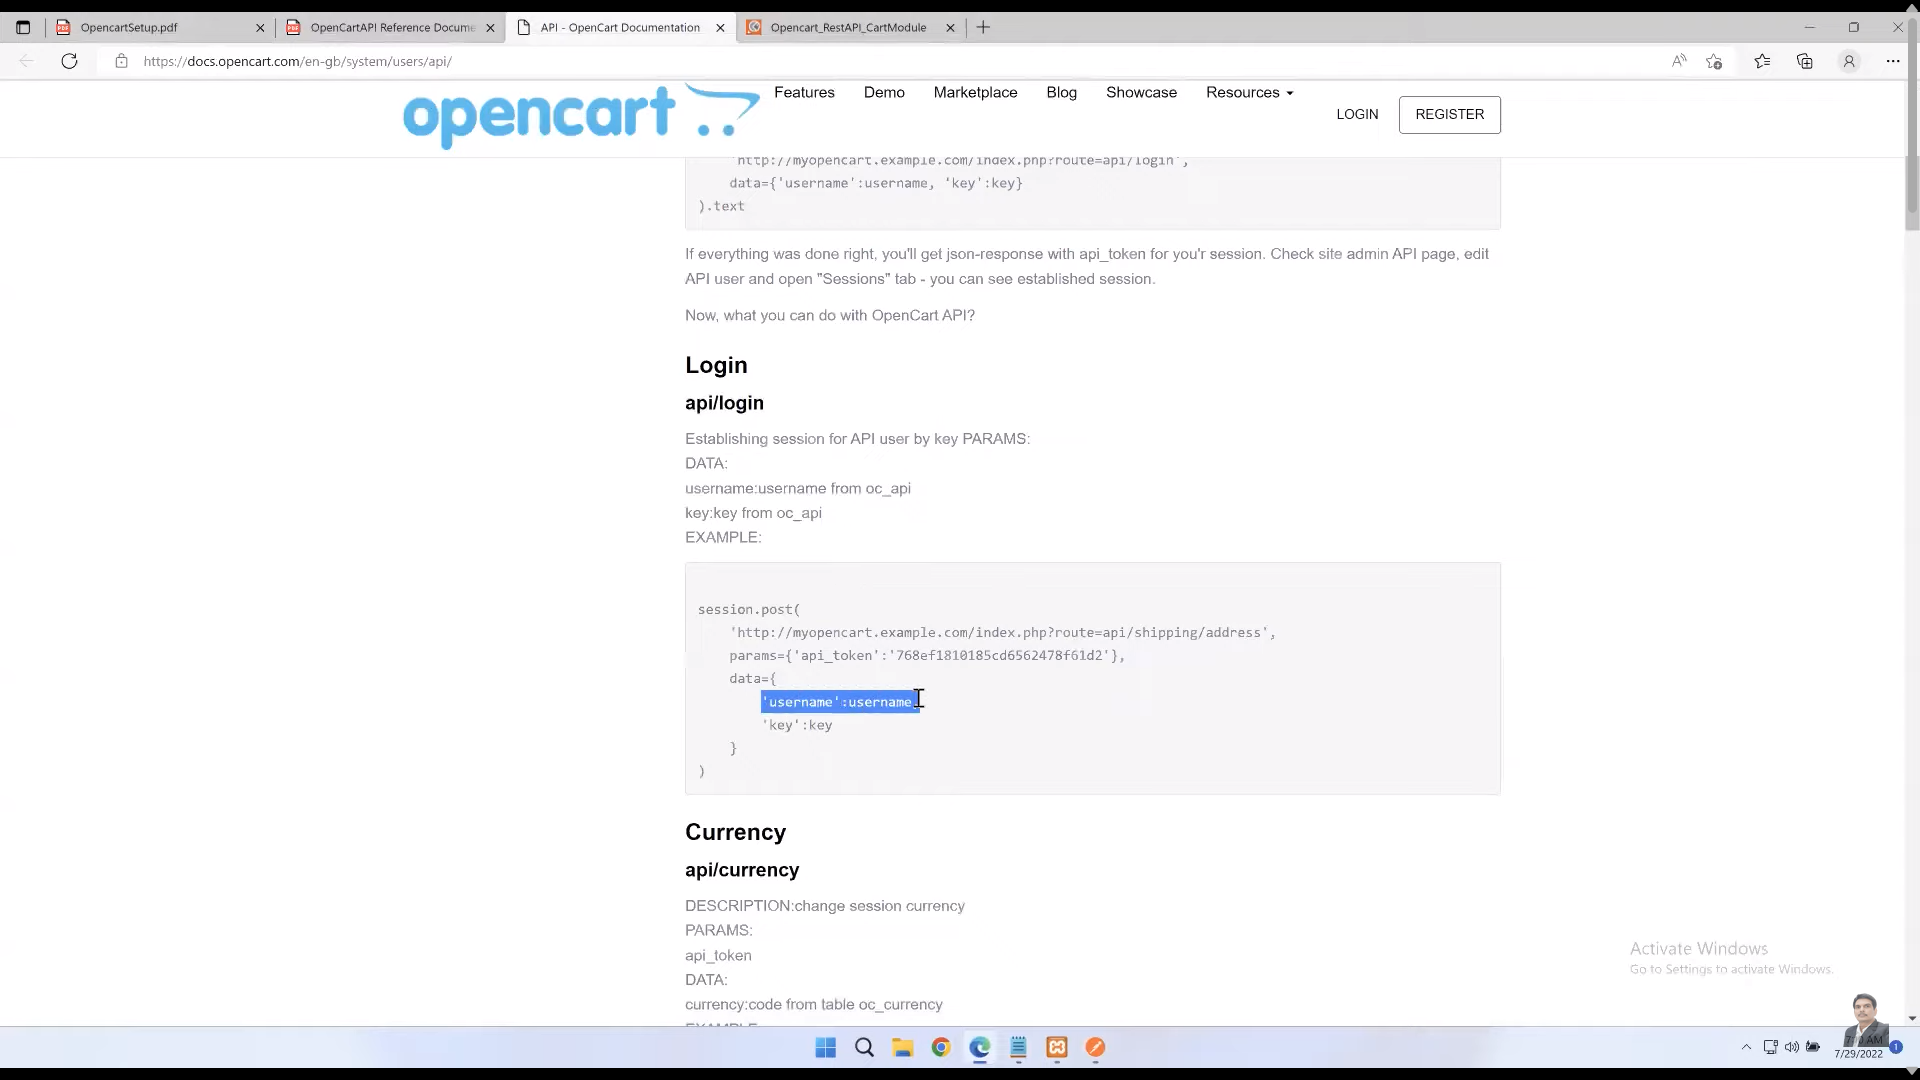 OpencartSetup.pdf
OpenCartAPI Reference Docume
API - OpenCart Documentation
Opencart_RestAPI_CartModule
https://docs.opencart.com/en-gb/system/users/api/
opencart
Features
Demo
Marketplace
Blog
Showcase
Resources
LOGIN
REGISTER
'http://myopencart.example.com/index.php?route=api/login',
data={'username':username, ‘key':key}
).text
If everything was done right, you'll get json-response with api_token for you'r session. Check site admin API page, edit
API user and open "Sessions" tab - you can see established session.
Now, what you can do with OpenCart API?
Login
api/login
Establishing session for API user by key PARAMS:
DATA:
username:username from oc_api
key:key from oc_api
EXAMPLE:
session.post(
'http://myopencart.example.com/index.php?route=api/shipping/address',
params={'api_token':'768ef1810185cd6562478f61d2'},
data={
'username':username
'key':key
}
)
Currency
api/currency
DESCRIPTION:change session currency
PARAMS:
api_token
DATA:
currency:code from table oc_currency
EXAMPLE:
Activate Windows
Go to Settings to activate Windows.
7:00 AM
7/29/2022
1